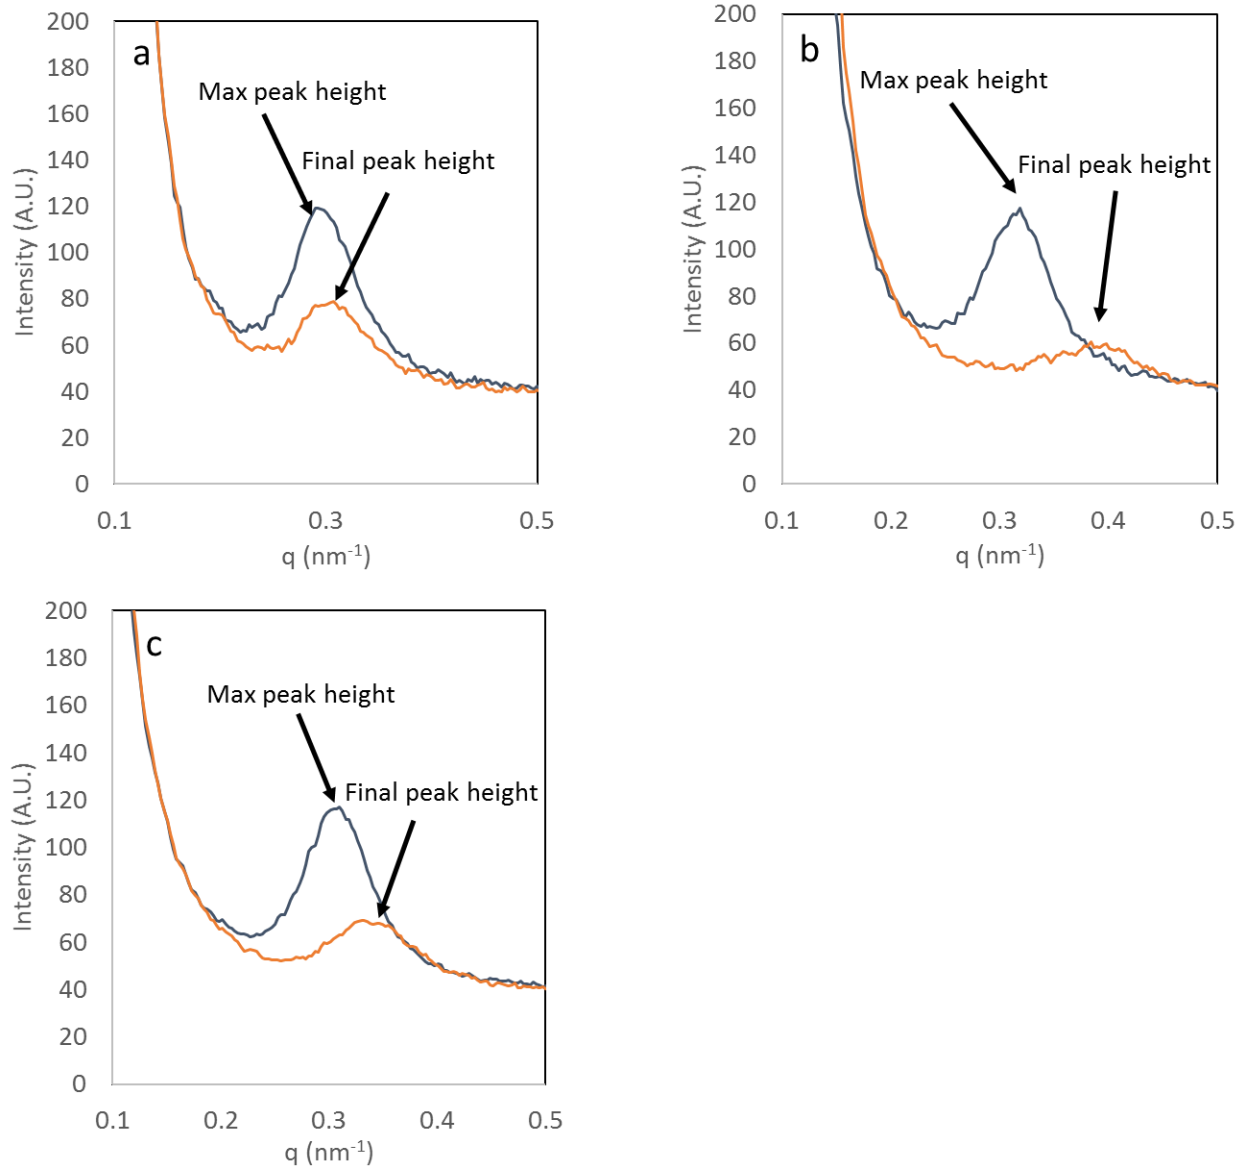 a
200
180
160
140
120
100
80
60
40
20
0
Intensity (A.U.)
Max peak height
Final peak height
0.1
0.3
0.5
q (nm⁻¹)
b
200
180
160
140
120
100
80
60
40
20
0
Intensity (A.U.)
Max peak height
Final peak height
0.1 0.2 0.3 0.4 0.5
q (nm⁻¹)
c
200
180
160
140
120
100
80
60
40
20
0
Intensity (A.U.)
Max peak height
Final peak height
0.1 0.2 0.3 0.4 0.5
q (nm⁻¹)